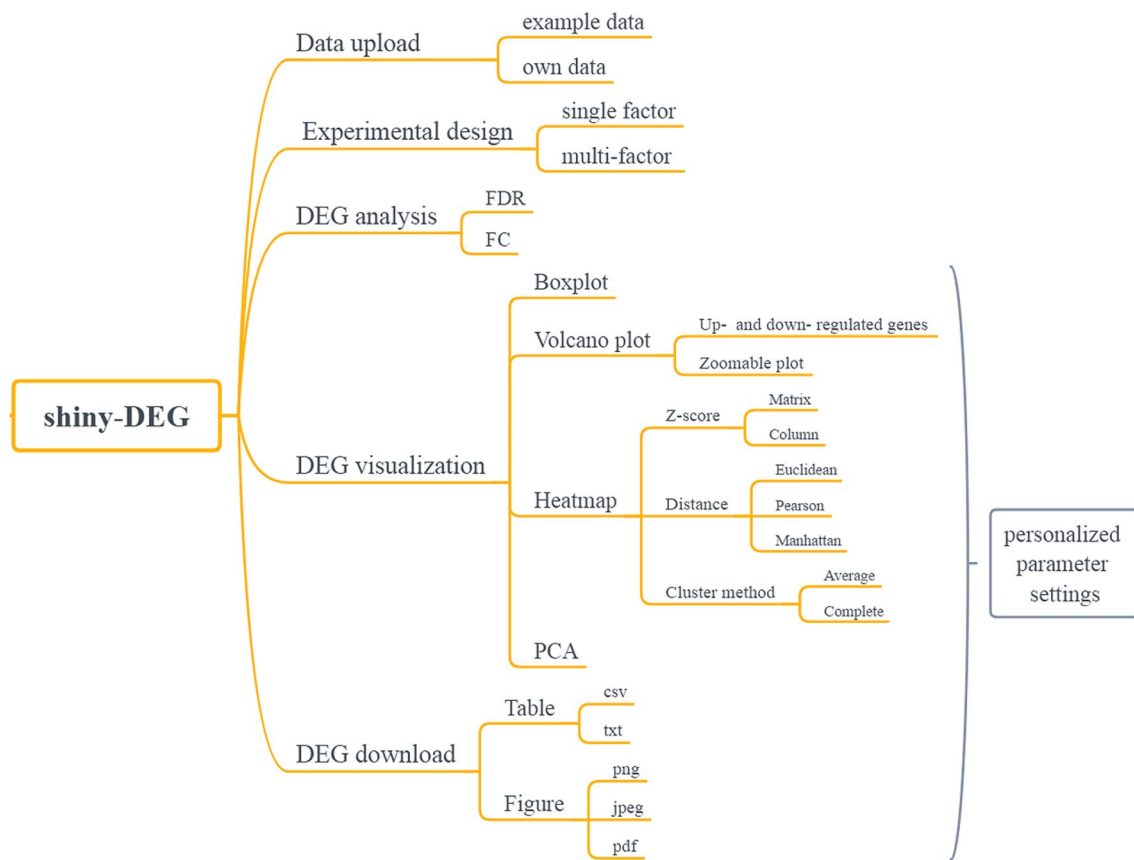 shiny-DEG
Data upload
example data
own data
Experimental design
single factor
multi-factor
DEG analysis
FDR
FC
DEG visualization
Boxplot
Volcano plot
Up- and down- regulated genes
Zoomable plot
Heatmap
Z-score
Matrix
Column
Distance
Euclidean
Pearson
Manhattan
Cluster method
Average
Complete
PCA
DEG download
Table
csv
txt
Figure
png
jpeg
pdf
personalized
parameter
settings